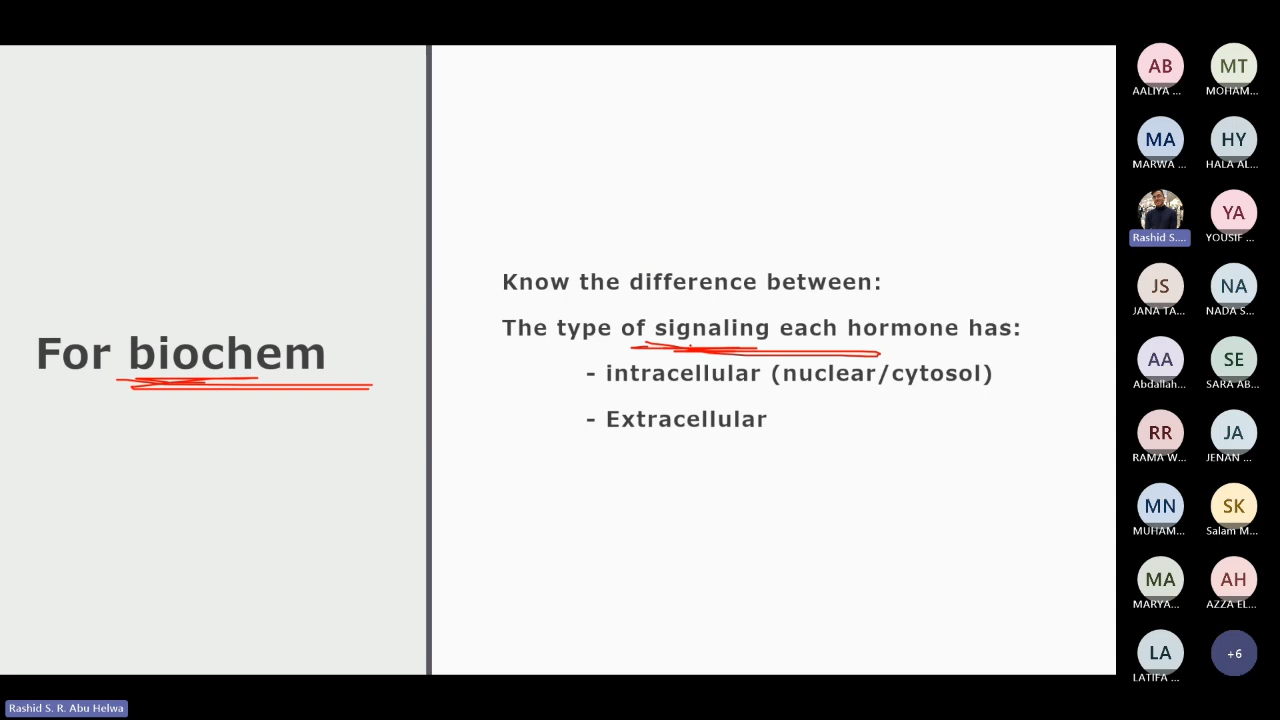 For biochem
Know the difference between:
The type of signaling each hormone has:
- intracellular (nuclear/cytosol)
- Extracellular
AB
AALIYA ...
MT
MOHAM...
MA
MARWA ...
HY
HALA AL...
Rashid S....
YA
YOUSIF ...
JS
JANA TA...
NA
NADA S...
AA
Abdallah...
SE
SARA AB...
RR
RAMA W...
JA
JENAN ...
MN
MUHAM...
SK
Salam M...
MA
MARYA...
AH
AZZA EL...
LA
LATIFA ...
+6
Rashid S. R. Abu Helwa